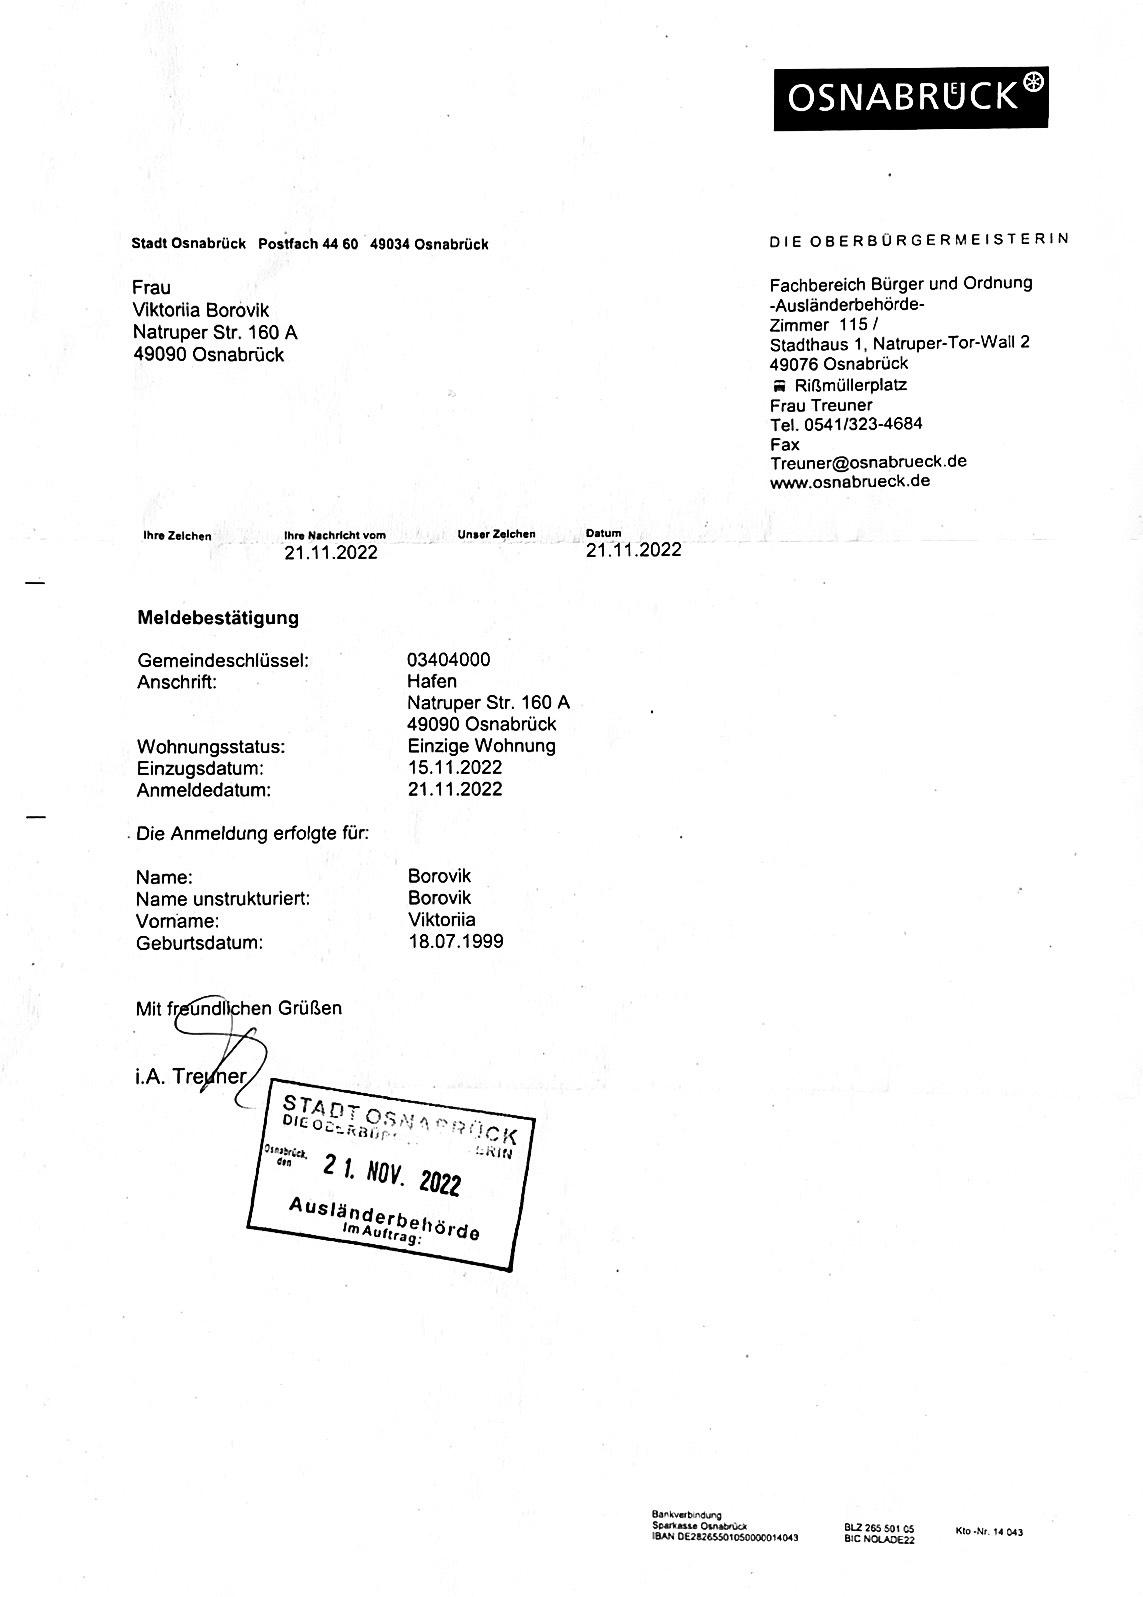 OSNABRÜCK
Stadt Osnabrück Postfach 44 60 49034 Osnabrück
Frau
Viktoriia Borovik
Natruper Str. 160 A
49090 Osnabrück
DIE OBERBÜRGERMEISTERIN
Fachbereich Bürger und Ordnung
-Ausländerbehörde-
Zimmer 115 /
Stadthaus 1, Natruper-Tor-Wall 2
49076 Osnabrück
Rißmüllerplatz
Frau Treuner
Tel. 0541/323-4684
Fax
Treuner@osnabrueck.de
www.osnabrueck.de
Ihre Zeichen Ihre Nachricht vom Unser Zeichen Datum
21.11.2022 21.11.2022
Meldebestätigung
Gemeindeschlüssel: 03404000
Anschrift: Hafen
Natruper Str. 160 A
49090 Osnabrück
Wohnungsstatus: Einzige Wohnung
Einzugsdatum: 15.11.2022
Anmeldedatum: 21.11.2022
Die Anmeldung erfolgte für:
Name: Borovik
Name unstrukturiert: Borovik
Vorname: Viktoriia
Geburtsdatum: 18.07.1999
Mit freundlichen Grüßen
i.A. Treuner
STADT OSNABRÜCK
DIE OBERBÜRGERMEISTERIN
Osnabrück,
den 21. NOV. 2022
Ausländerbehörde
Im Auftrag:
Bankverbindung
Sparkasse Osnabrück BLZ 265 501 05 Kto -Nr. 14 043
IBAN DE28265501050000014043 BIC NOLADE22